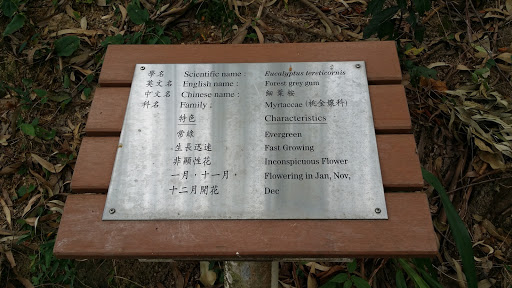 學名 Scientific name : Eucalyptus tereticornis
英文名 English name : Forest grey gum
中文名 Chinese name : 細葉桉
科名 Family : Myrtaceae (桃金孃科)
特色 Characteristics
常綠 Evergreen
生長迅速 Fast Growing
非顯性花 Inconspicuous Flower
一月，十一月， Flowering in Jan, Nov,
十二月開花 Dec